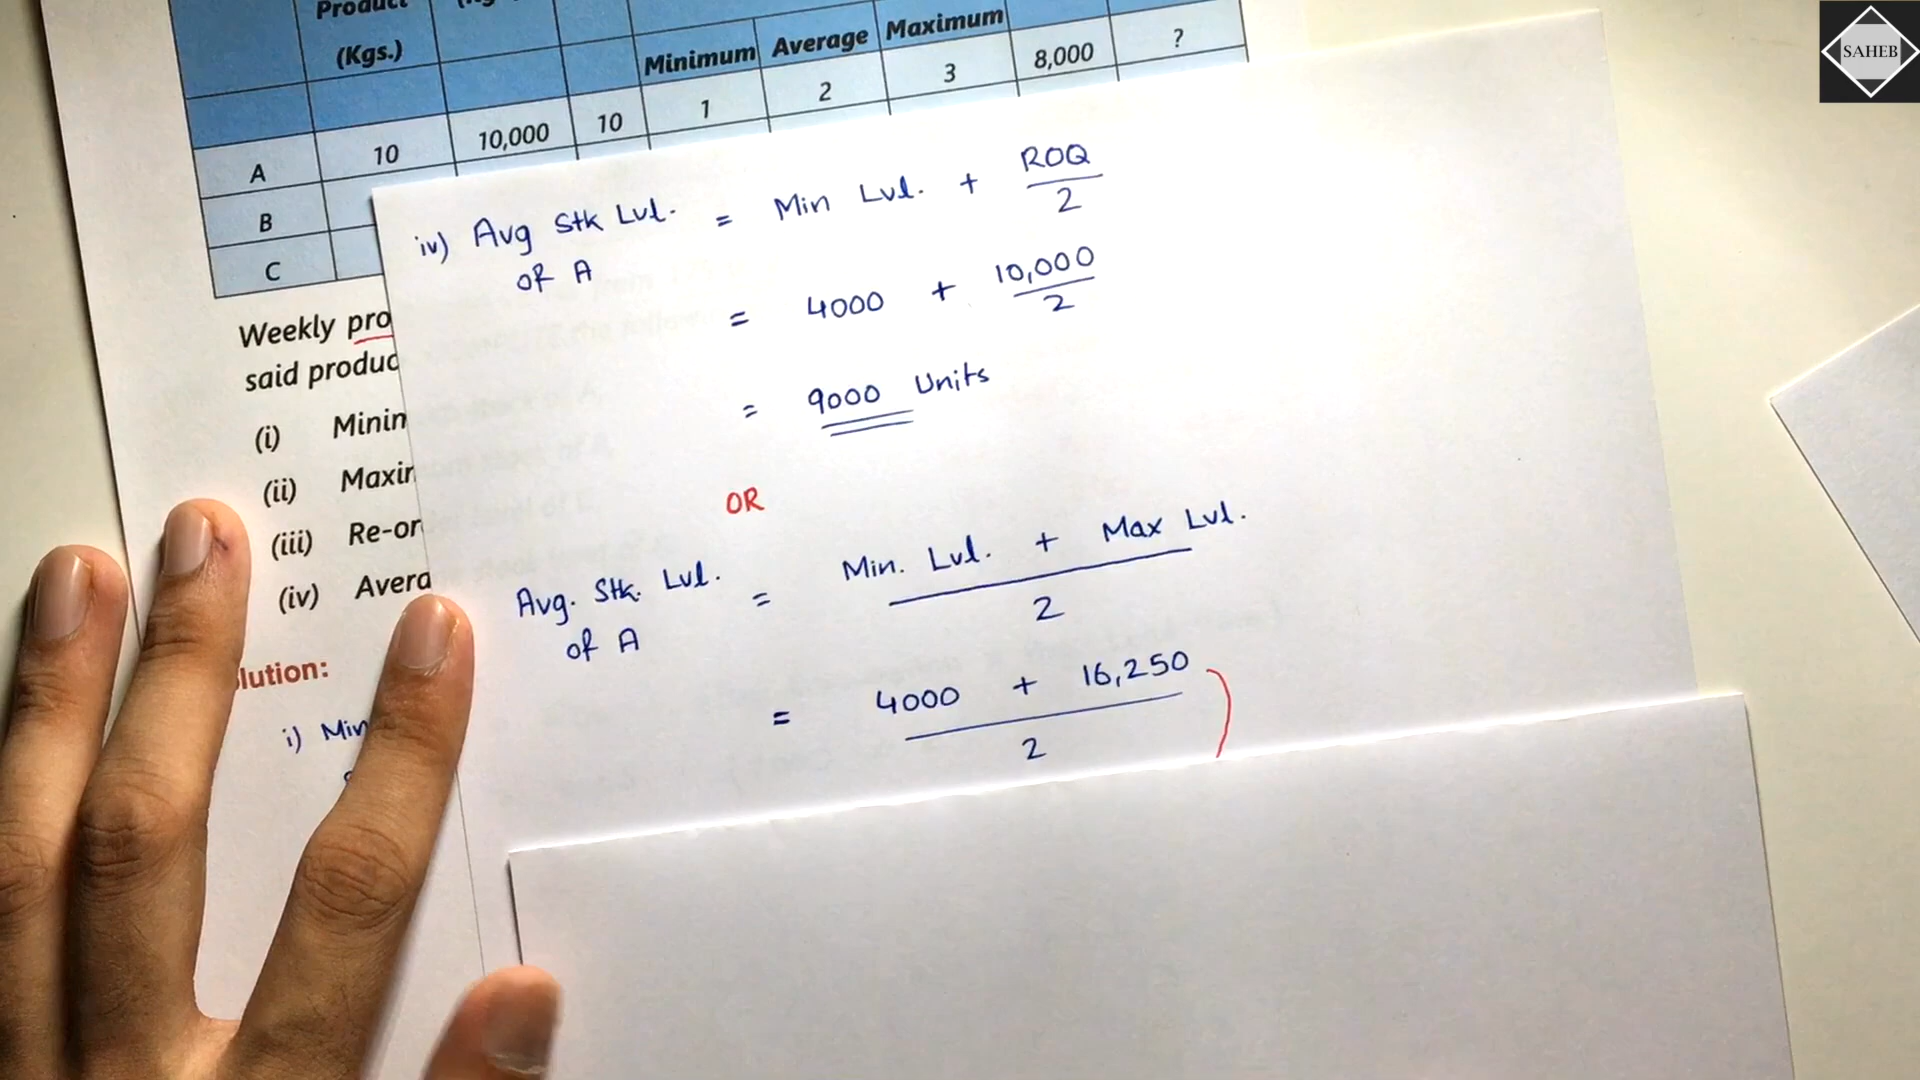 Product
(Kgs.)
Minimum Average Maximum
8,000 ?
A 10 10,000 10 1 2 3
B
C
iv) Avg Stk Lvl. = Min Lvl. + ROQ
2
of A
= 4000 + 10,000
2
= 9000 Units
OR
Avg. Stk. Lvl. = Min. Lvl. + Max Lvl.
of A
2
= 4000 + 16,250
2
Weekly pro
said produc
(i) Minim
(ii) Maxim
(iii) Re-or
(iv) Avera
lution:
i) Min
SAHEB